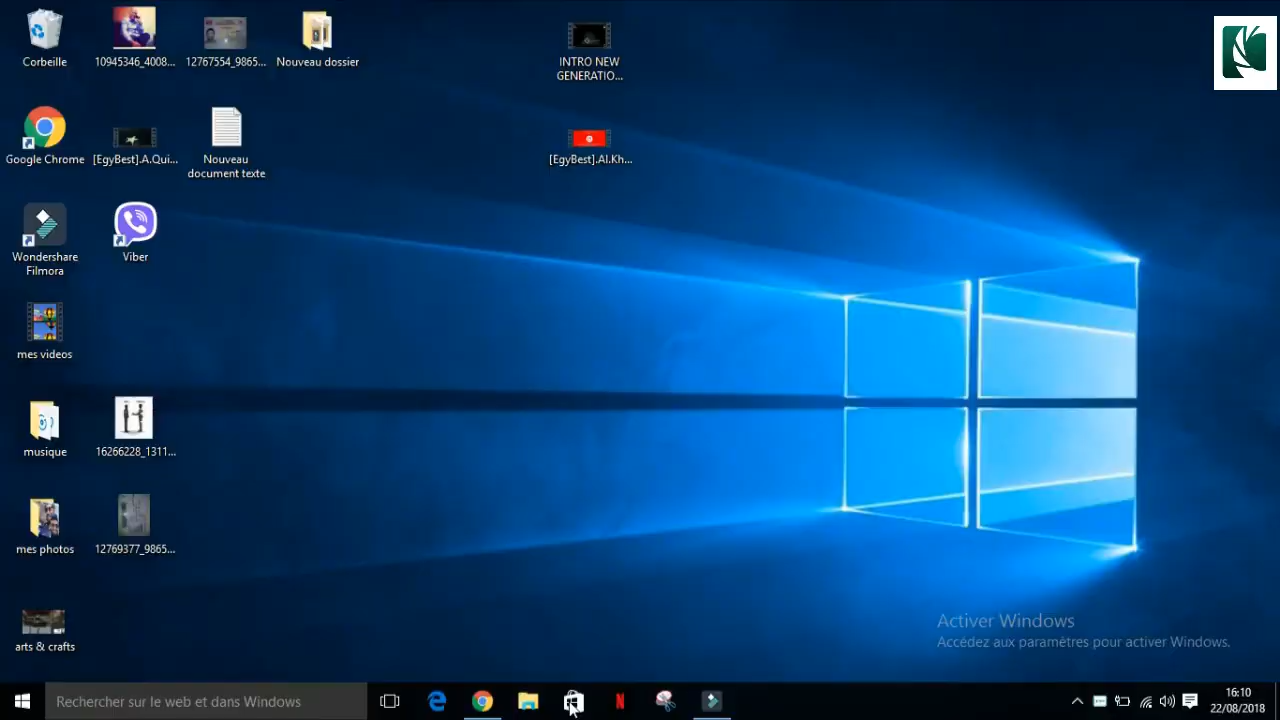 Corbeille
10945346_4008...
12767554_9865...
Nouveau dossier
INTRO NEW
GENERATIO...
Google Chrome
[EgyBest].A.Qui...
Nouveau
document texte
[EgyBest].Al.Kh...
Wondershare
Filmora
Viber
mes videos
musique
16266228_1311...
mes photos
12769377_9865...
arts & crafts
Activer Windows
Accédez aux paramètres pour activer Windows.
Rechercher sur le web et dans Windows
16:10
22/08/2018